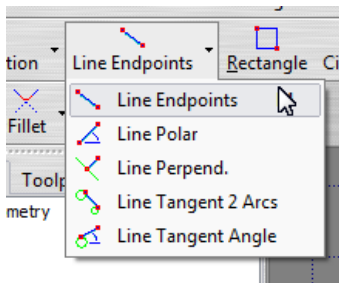 tion Line Endpoints Rectangle Ci
Fillet
Line Endpoints
Line Polar
Toolp
Line Perpend.
metry
Line Tangent 2 Arcs
Line Tangent Angle